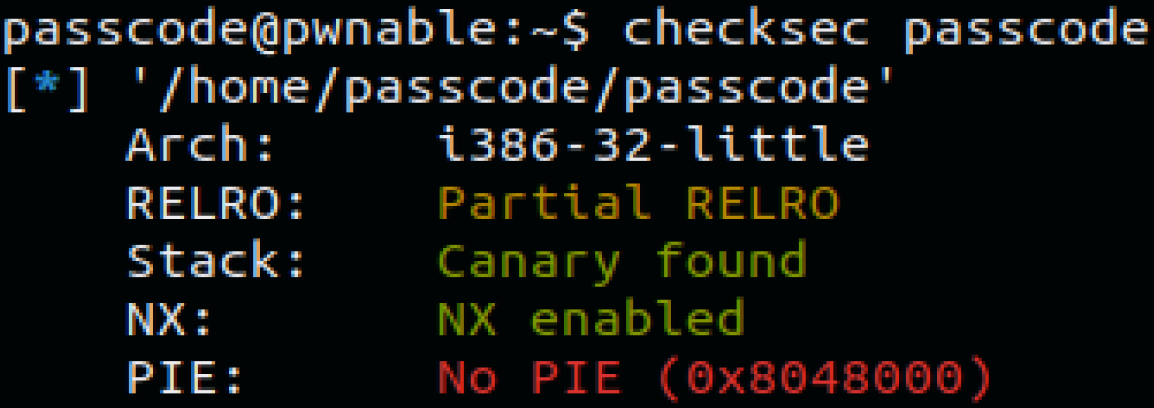 passcode@pwnable:~$ checksec passcode
[*] '/home/passcode/passcode'
Arch: i386-32-little
RELRO: Partial RELRO
Stack: Canary found
NX: NX enabled
PIE: No PIE (0x8048000)